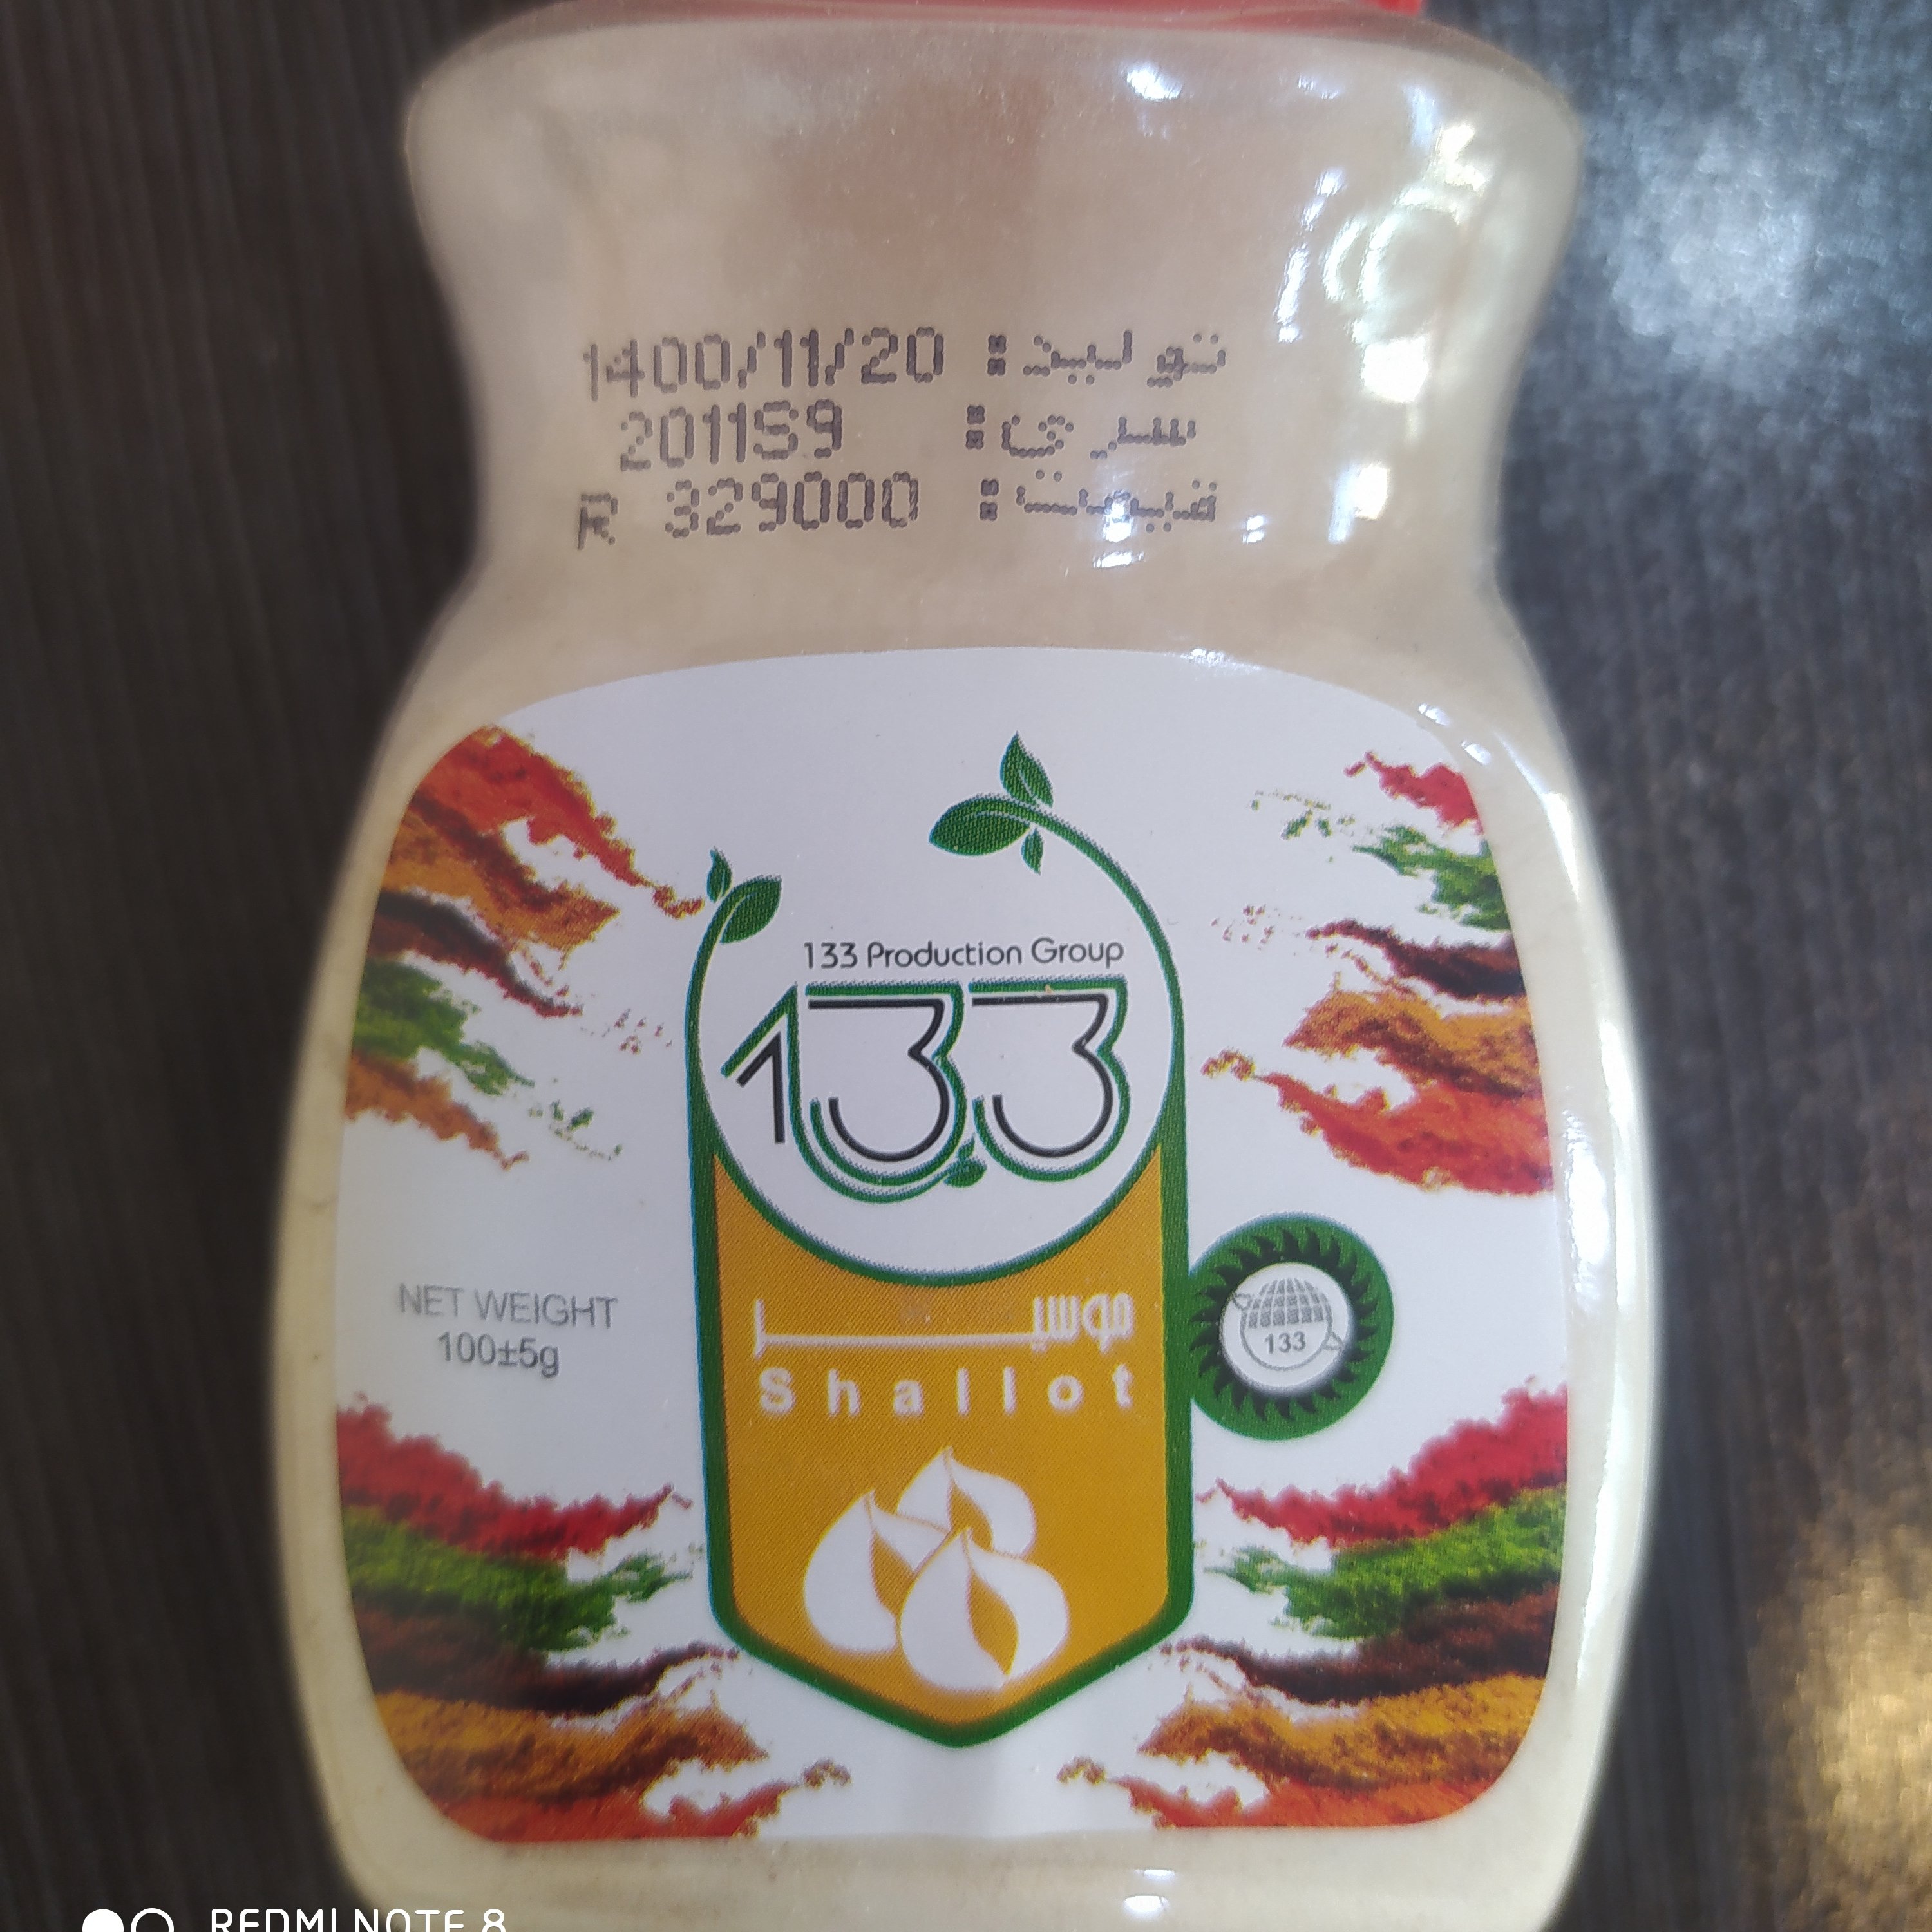 تولید: 1400/11/20
سری: 2011S9
قیمت: 329000 R
133 Production Group
133
NET WEIGHT
100±5g
موسیر
Shallot
133
REDMI NOTE 8